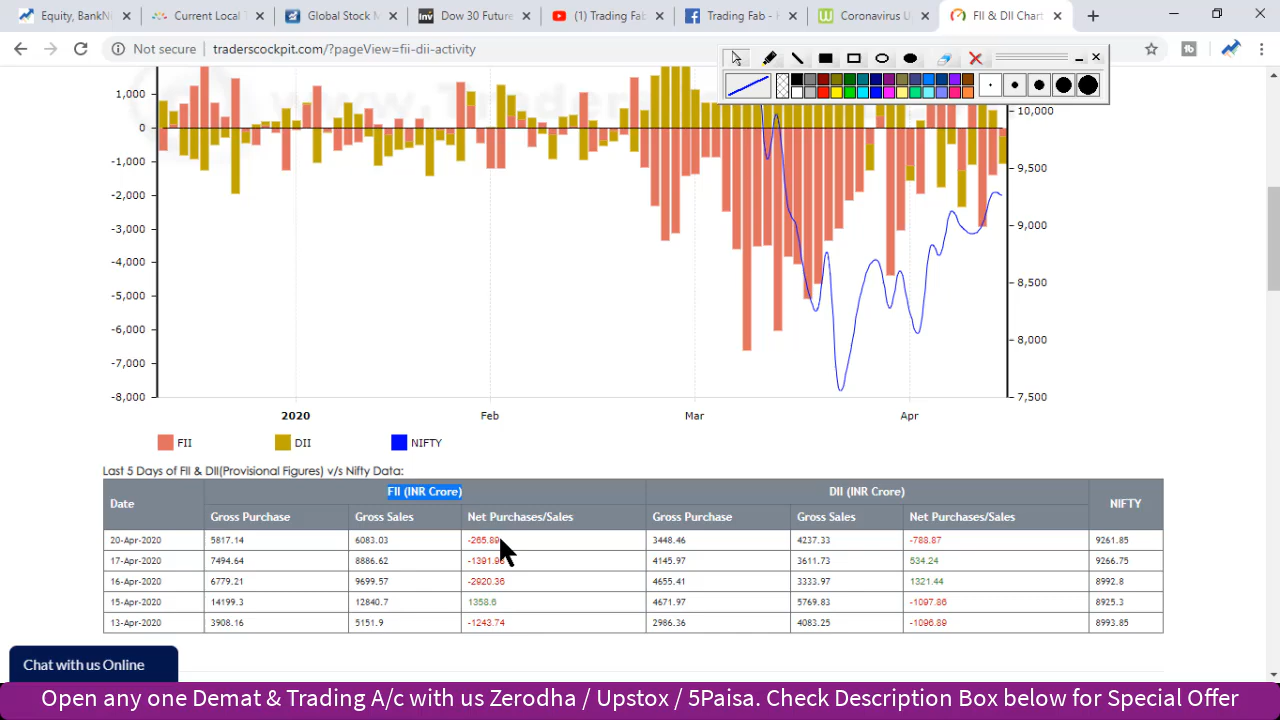 Equity, BankNi
Current Local T
Global Stock M
Dow 30 Future
(1) Trading Fab
Trading Fab - H
Coronavirus U
FII & DII Chart
Not secure
traderscockpit.com/?pageView=fii-dii-activity
1,000
0
-1,000
-2,000
-3,000
-4,000
-5,000
-6,000
-7,000
-8,000
10,000
9,500
9,000
8,500
8,000
7,500
2020 Feb Mar Apr
FII DII NIFTY
Last 5 Days of FII & DII(Provisional Figures) v/s Nifty Data:
Date FII (INR Crore) DII (INR Crore) NIFTY
Gross Purchase Gross Sales Net Purchases/Sales Gross Purchase Gross Sales Net Purchases/Sales
20-Apr-2020 5817.14 6083.03 -265.89 3448.46 4237.33 -788.87 9261.85
17-Apr-2020 7494.64 8886.62 4145.97 3611.73 534.24 9266.75
16-Apr-2020 6779.21 9699.57 -2920.36 4655.41 3333.97 1321.44 8992.8
15-Apr-2020 14199.3 12840.7 1358.6 4671.97 5769.83 -1097.86 8925.3
13-Apr-2020 3908.16 5151.9 -1243.74 2986.36 4083.25 -1096.89 8993.85
Chat with us Online
Open any one Demat & Trading A/c with us Zerodha / Upstox / 5Paisa. Check Description Box below for Special Offer